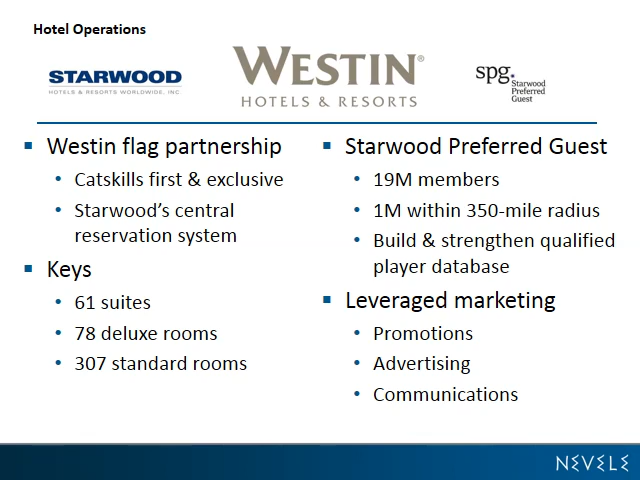 Hotel Operations
STARWOOD
HOTELS & RESORTS WORLDWIDE, INC.
WESTIN®
HOTELS & RESORTS
spg.
Starwood
Preferred
Guest
▪ Westin flag partnership
• Catskills first & exclusive
• Starwood’s central
reservation system
▪ Keys
• 61 suites
• 78 deluxe rooms
• 307 standard rooms
▪ Starwood Preferred Guest
• 19M members
• 1M within 350-mile radius
• Build & strengthen qualified
player database
▪ Leveraged marketing
• Promotions
• Advertising
• Communications
NEVELE